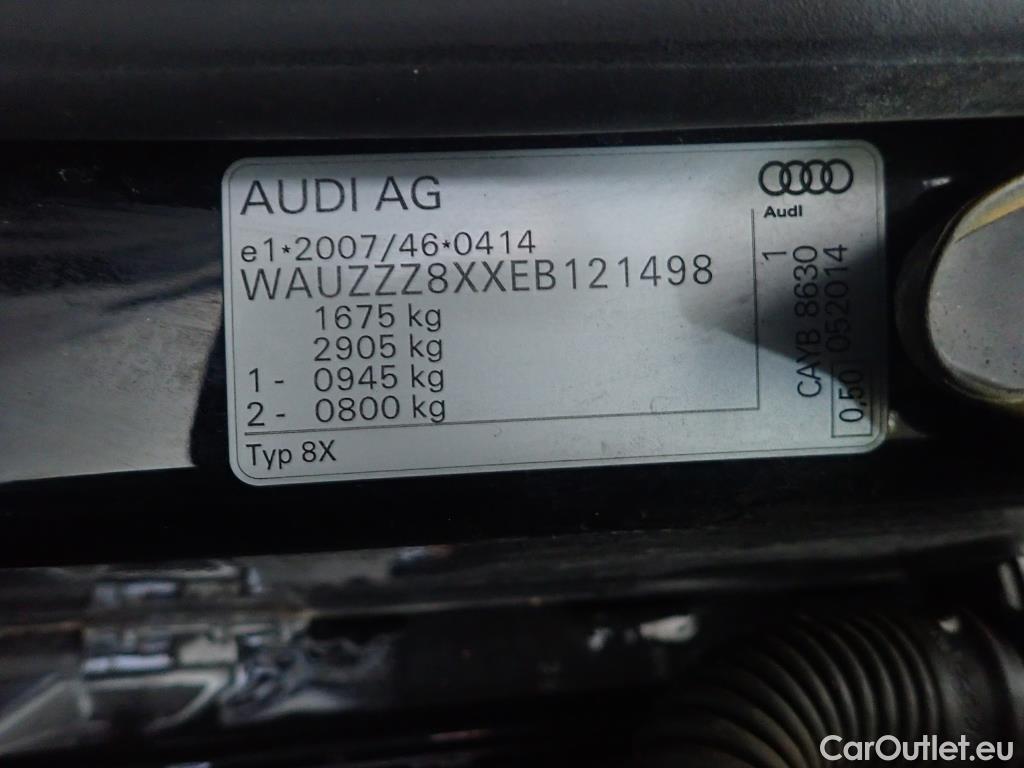 AUDI AG
Audi
e1*2007/46*0414
WAUZZZ8XXEB121498
1675 kg
2905 kg
1 - 0945 kg
2 - 0800 kg
Typ 8X
1
CAYB 8630
0,50 052014
CarOutlet.eu